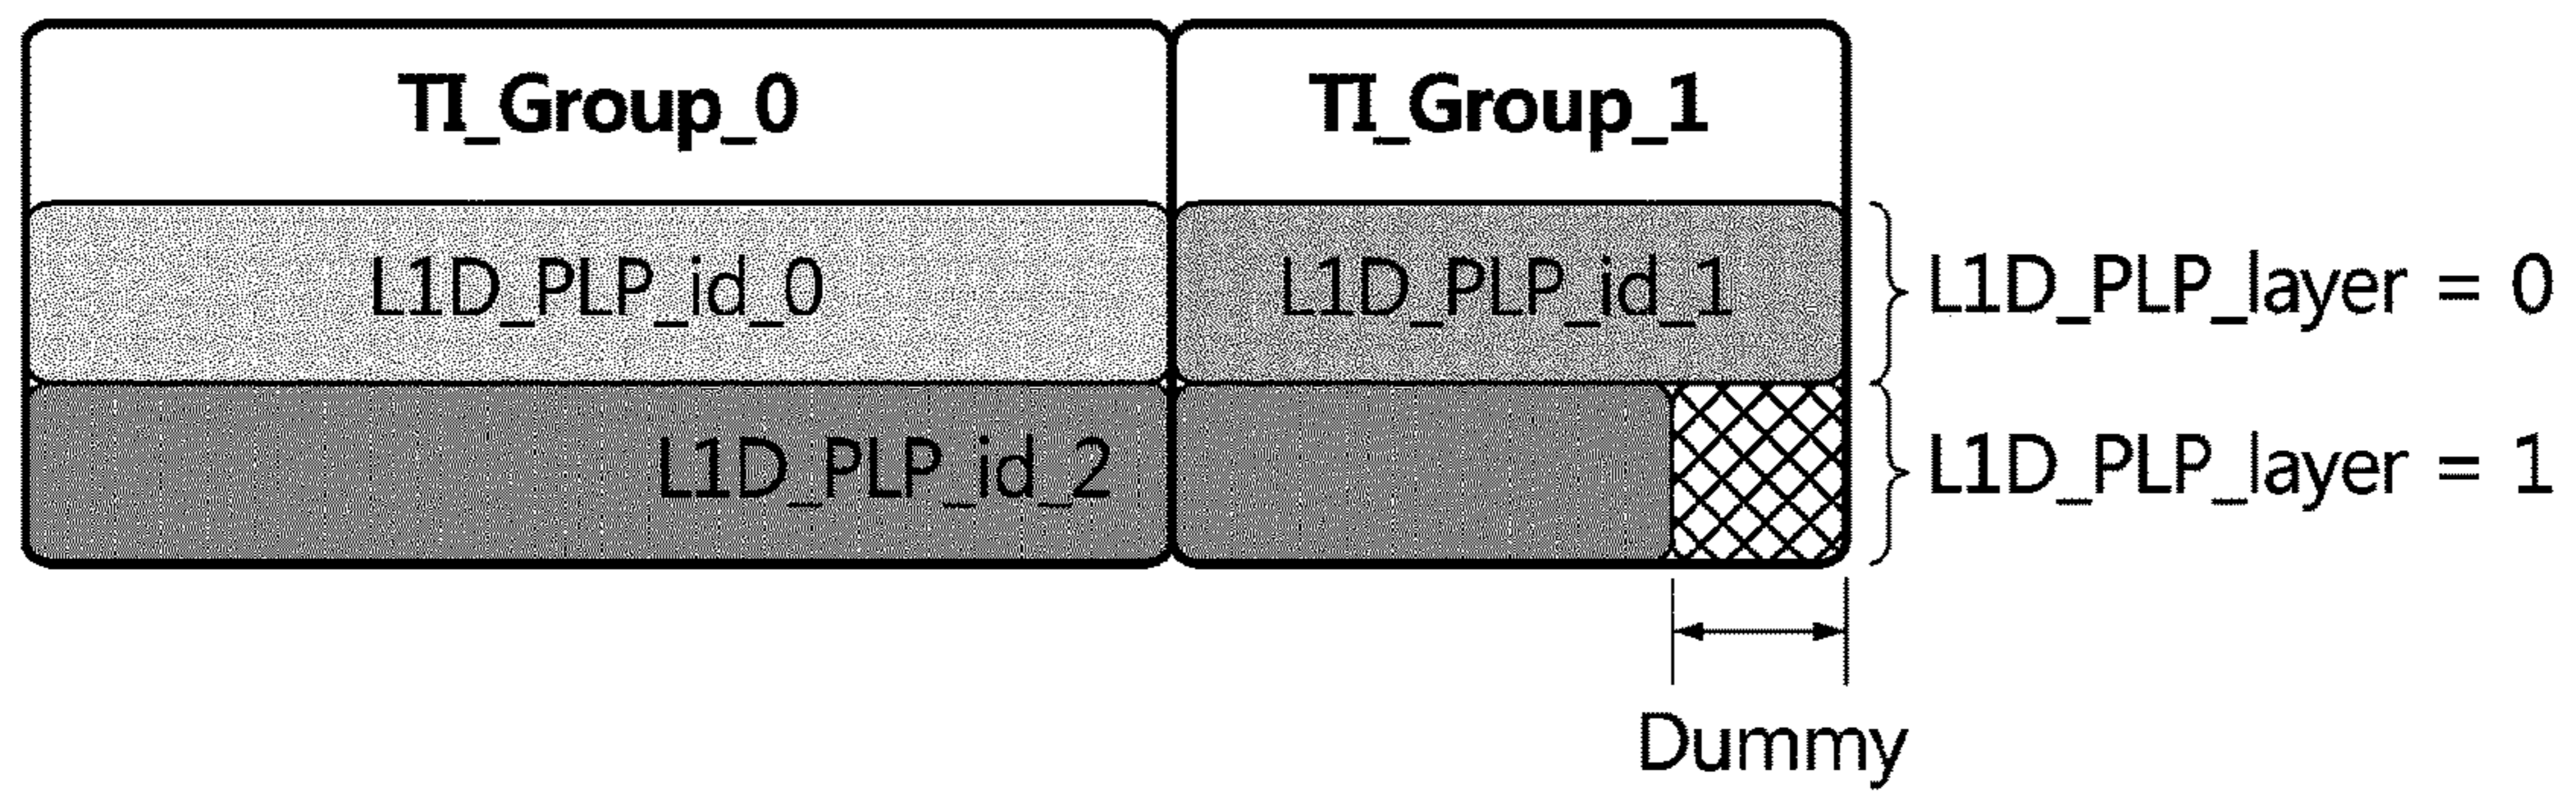 TI_Group_0 TI_Group_1
L1D_PLP_id_0 L1D_PLP_id_1 L1D_PLP_layer = 0
L1D_PLP_id_2 L1D_PLP_layer = 1
Dummy